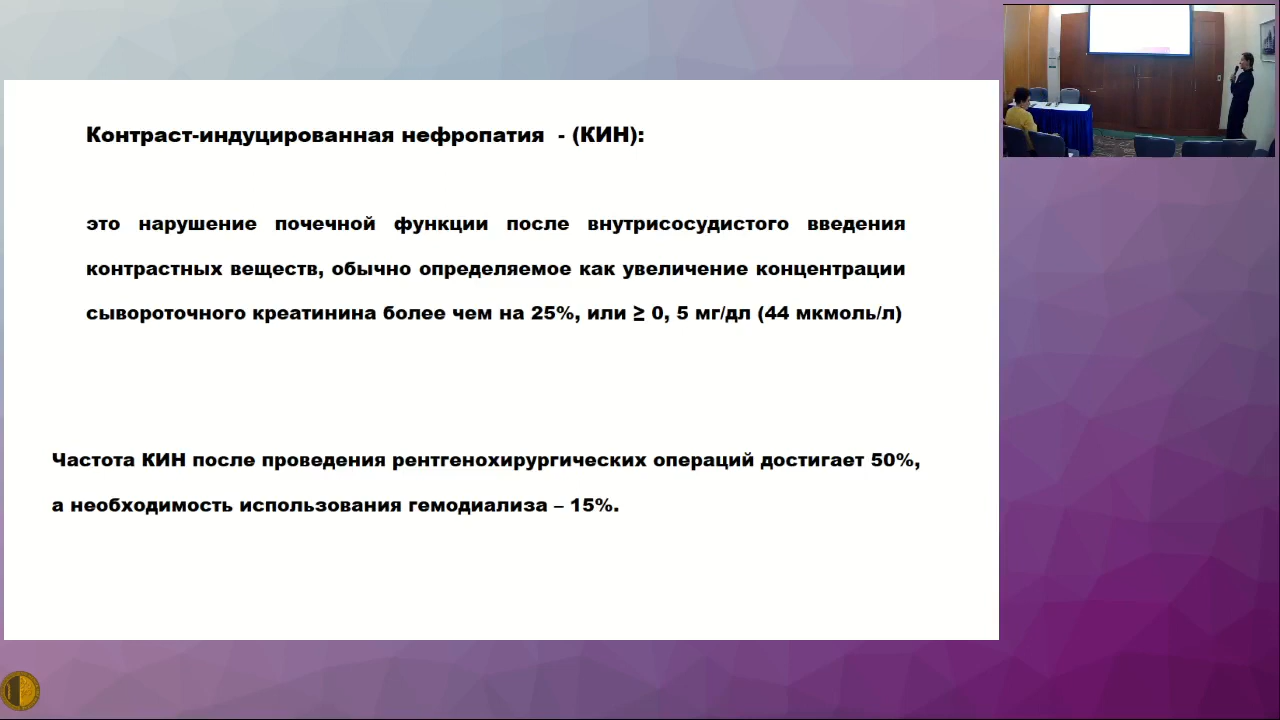 Контраст-индуцированная нефропатия - (КИН):
это нарушение почечной функции после внутрисосудистого введения
контрастных веществ, обычно определяемое как увеличение концентрации
сывороточного креатинина более чем на 25%, или ≥ 0, 5 мг/дл (44 мкмоль/л)
Частота КИН после проведения рентгенохирургических операций достигает 50%,
а необходимость использования гемодиализа – 15%.